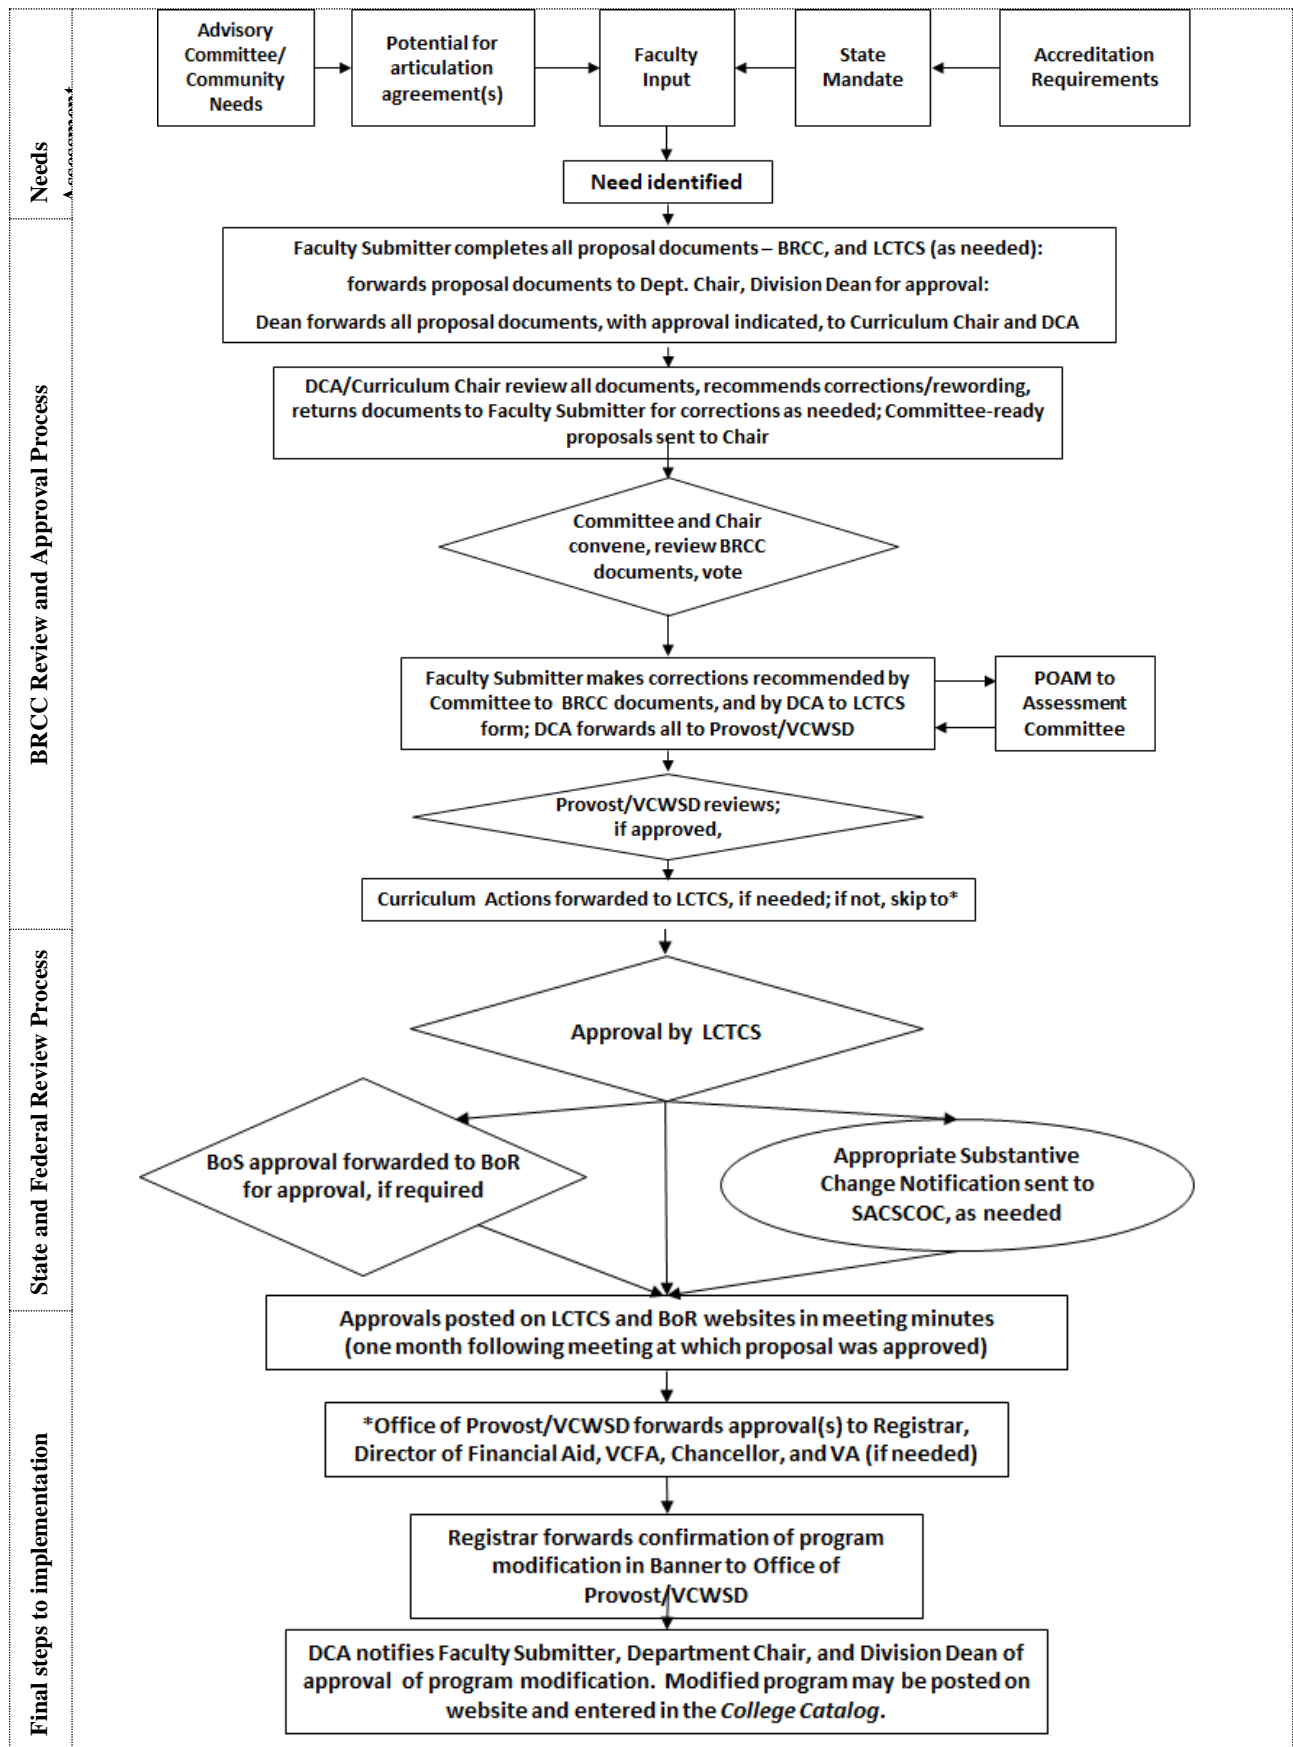 Advisory
Committee/
Community
Needs
Potential for
articulation
agreement(s)
Faculty
Input
State
Mandate
Accreditation
Requirements
Needs
Need identified
Faculty Submitter completes all proposal documents – BRCC, and LCTCS (as needed):
forwards proposal documents to Dept. Chair, Division Dean for approval:
Dean forwards all proposal documents, with approval indicated, to Curriculum Chair and DCA
BRCC Review and Approval Process
DCA/Curriculum Chair review all documents, recommends corrections/rewording,
returns documents to Faculty Submitter for corrections as needed; Committee-ready
proposals sent to Chair
Committee and Chair
convene, review BRCC
documents, vote
Faculty Submitter makes corrections recommended by
Committee to BRCC documents, and by DCA to LCTCS
form; DCA forwards all to Provost/VCWSD
POAM to
Assessment
Committee
Provost/VCWSD reviews;
if approved,
Curriculum Actions forwarded to LCTCS, if needed; if not, skip to*
State and Federal Review Process
Approval by LCTCS
BoS approval forwarded to BoR
for approval, if required
Appropriate Substantive
Change Notification sent to
SACSCOC, as needed
Final steps to implementation
Approvals posted on LCTCS and BoR websites in meeting minutes
(one month following meeting at which proposal was approved)
*Office of Provost/VCWSD forwards approval(s) to Registrar,
Director of Financial Aid, VCFA, Chancellor, and VA (if needed)
Registrar forwards confirmation of program
modification in Banner to Office of
Provost/VCWSD
DCA notifies Faculty Submitter, Department Chair, and Division Dean of
approval of program modification. Modified program may be posted on
website and entered in the College Catalog.